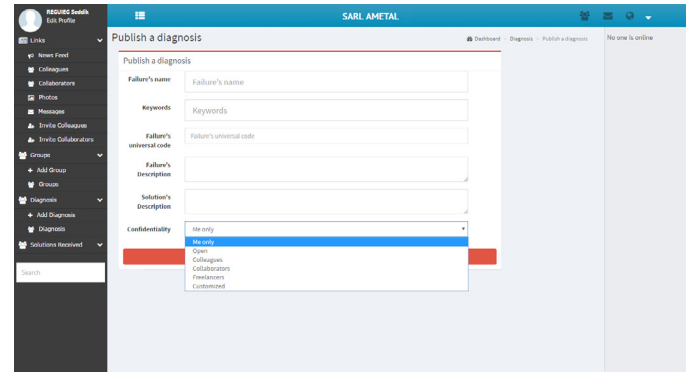 REGUIEG Seddik
Edit Profile
SARL AMETAL
Links
News Feed
Colleagues
Collaborators
Photos
Messages
Invite Colleagues
Invite Collaborators
Groups
Add Group
Groups
Diagnosis
Add Diagnosis
Diagnosis
Solutions Received
Search
Publish a diagnosis
Dashboard > Diagnosis > Publish a diagnosis
No one is online
Publish a diagnosis
Failure's name
Failure's name
Keywords
Keywords
Failure's
universal code
Failure's universal code
Failure's
Description
Solution's
Description
Confidentiality
Me only
Me only
Open
Colleagues
Collaborators
Freelancers
Customized